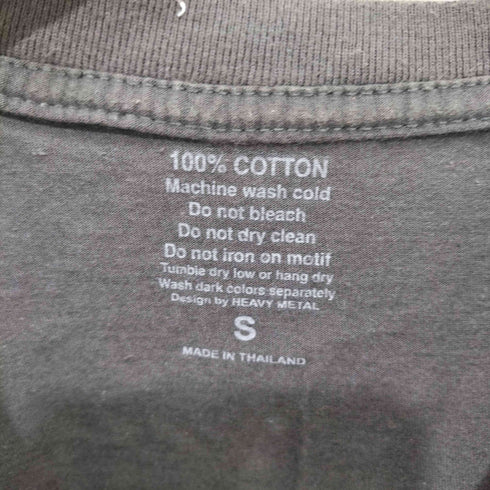 100% COTTON
Machine wash cold
Do not bleach
Do not dry clean
Do not iron on motif
Tumble dry low or hang dry
Wash dark colors separately
Design by HEAVY METAL
S
MADE IN THAILAND